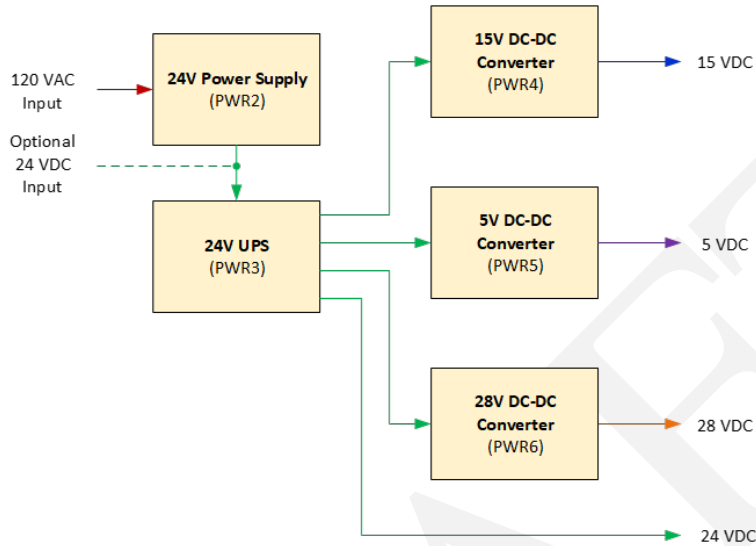 120 VAC
Input
Optional
24 VDC
Input
24V Power Supply
(PWR2)
24V UPS
(PWR3)
15V DC-DC
Converter
(PWR4)
5V DC-DC
Converter
(PWR5)
28V DC-DC
Converter
(PWR6)
15 VDC
5 VDC
28 VDC
24 VDC